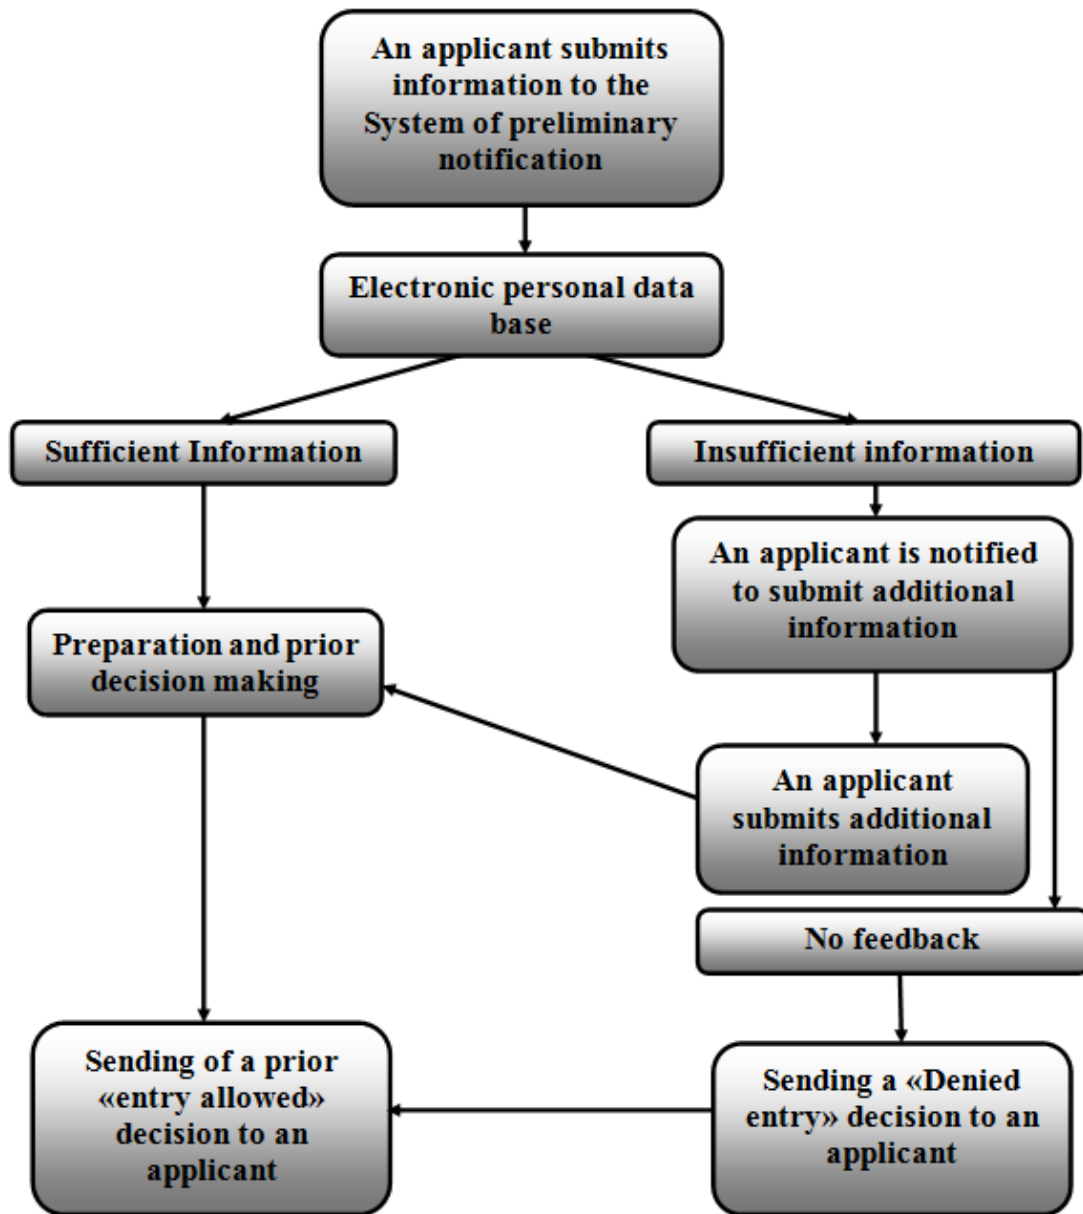 An applicant submits
information to the
System of preliminary
notification
Electronic personal data
base
Sufficient Information
Insufficient information
An applicant is notified
to submit additional
information
Preparation and prior
decision making
An applicant
submits additional
information
No feedback
Sending of a prior
«entry allowed»
decision to an
applicant
Sending a «Denied
entry» decision to an
applicant